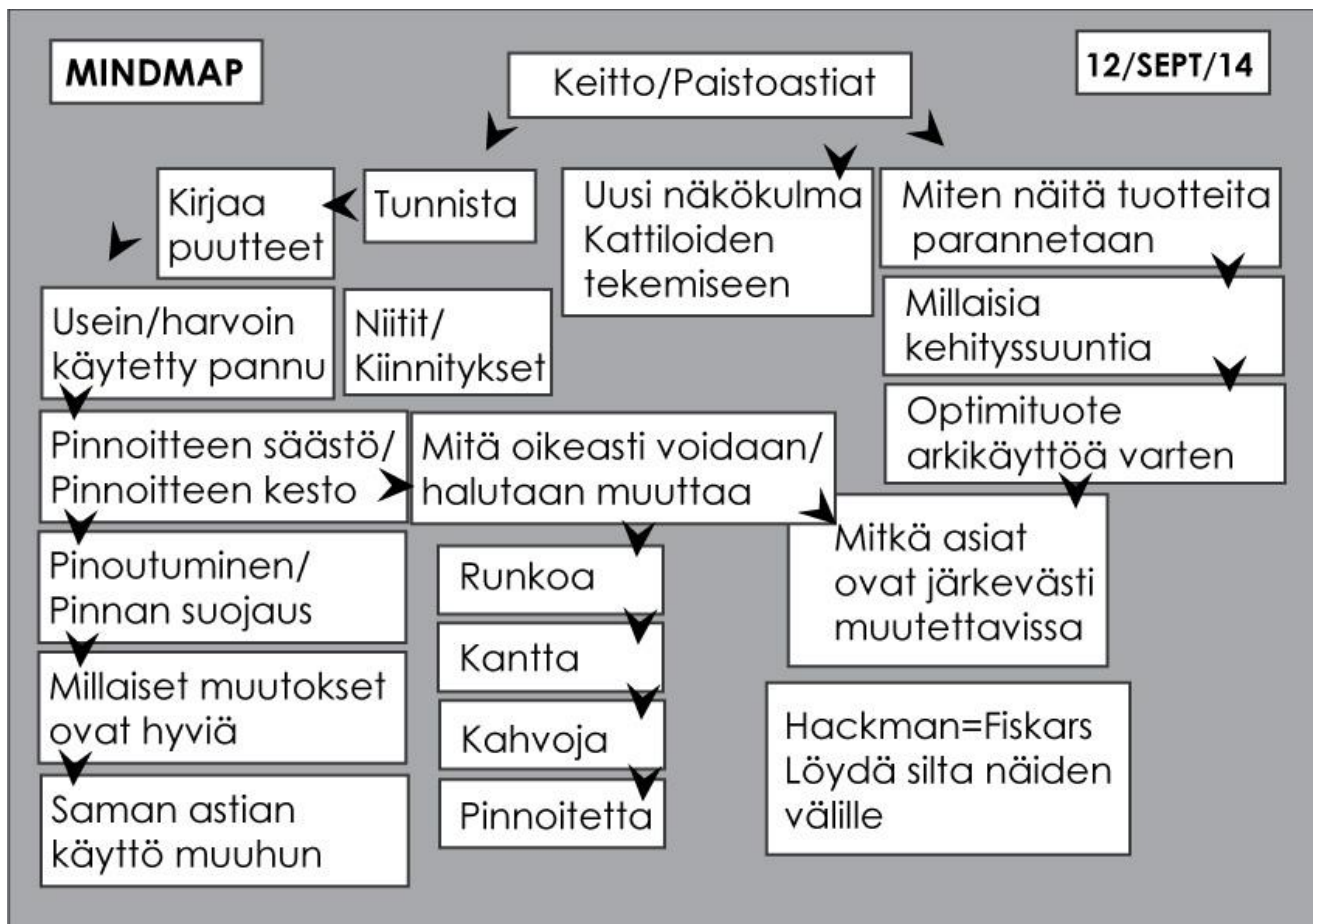 MINDMAP
Keitto/Paistoastiat
12/SEPT/14
Kirjaa
puutteet
Tunnista
Uusi näkökulma
Kattiloiden
tekemiseen
Miten näitä tuotteita
parannetaan
Usein/harvoin
käytetty pannu
Niitit/
Kiinnitykset
Millaisia
kehityssuuntia
Optimituote
arkikäyttöä varten
Pinnoitteen säästö/
Pinnoitteen kesto
Mitä oikeasti voidaan/
halutaan muuttaa
Mitkä asiat
ovat järkevästi
muutettavissa
Pinoutuminen/
Pinnan suojaus
Runkoa
Kantta
Kahvoja
Pinnoitetta
Millaiset muutokset
ovat hyviä
Saman astian
käyttö muuhun
Hackman=Fiskars
Löydä silta näiden
välille